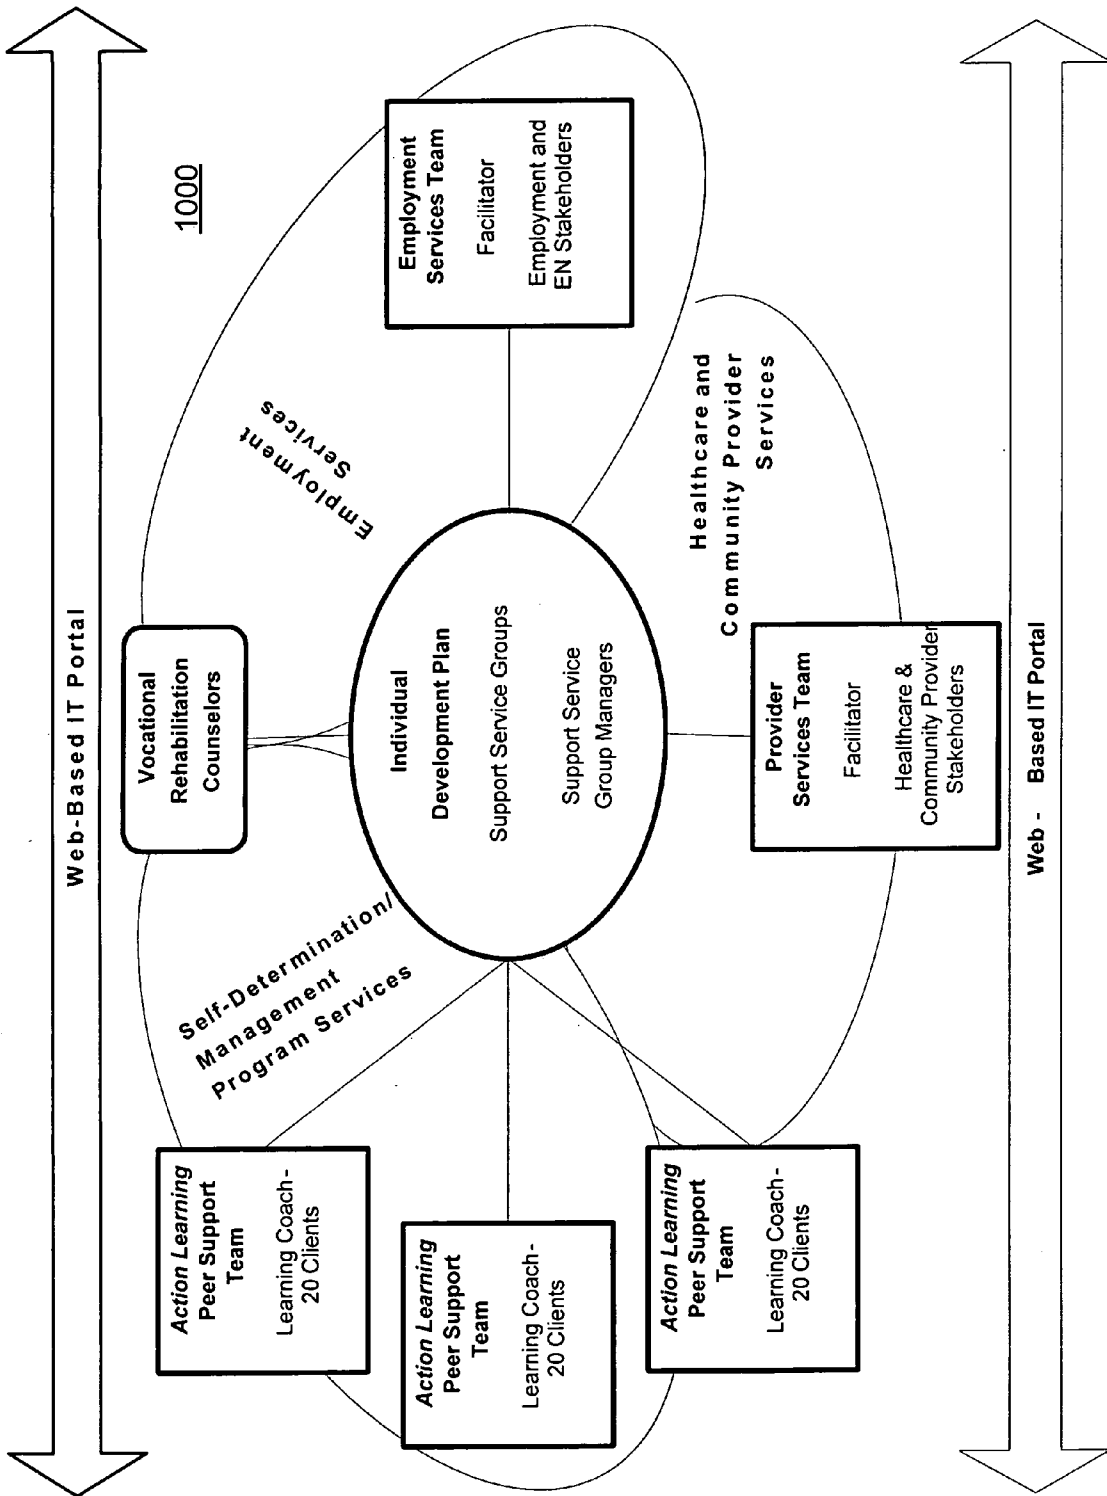 Web-Based IT Portal
1000
Vocational
Rehabilitation
Counselors
Self-Determination/
Management
Program Services
Employment
Services
Action Learning
Peer Support
Team
Learning Coach-
20 Clients
Action Learning
Peer Support
Team
Learning Coach-
20 Clients
Action Learning
Peer Support
Team
Learning Coach-
20 Clients
Individual
Development Plan
Support Service Groups
Support Service
Group Managers
Employment
Services Team
Facilitator
Employment and
EN Stakeholders
Healthcare and
Community Provider
Services
Provider
Services Team
Facilitator
Healthcare &
Community Provider
Stakeholders
Web - Based IT Portal